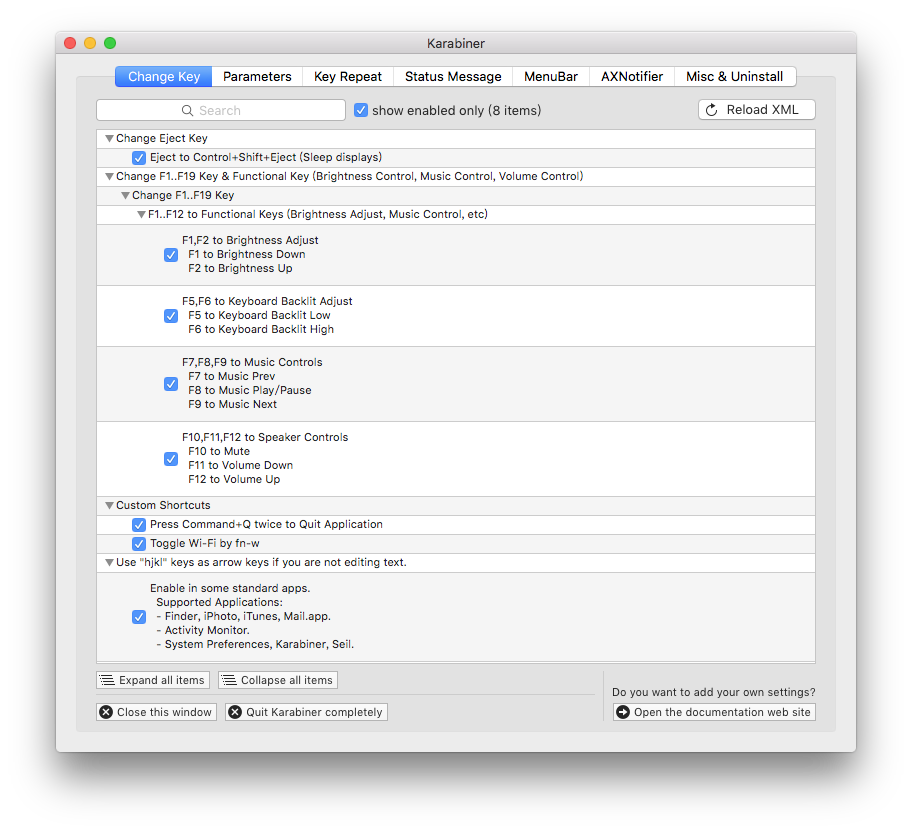 Karabiner
Change Key
Parameters
Key Repeat
Status Message
MenuBar
AXNotifier
Misc & Uninstall
Search
show enabled only (8 items)
Reload XML
Change Eject Key
Eject to Control+Shift+Eject (Sleep displays)
Change F1..F19 Key & Functional Key (Brightness Control, Music Control, Volume Control)
Change F1..F19 Key
F1..F12 to Functional Keys (Brightness Adjust, Music Control, etc)
F1,F2 to Brightness Adjust
F1 to Brightness Down
F2 to Brightness Up
F5,F6 to Keyboard Backlit Adjust
F5 to Keyboard Backlit Low
F6 to Keyboard Backlit High
F7,F8,F9 to Music Controls
F7 to Music Prev
F8 to Music Play/Pause
F9 to Music Next
F10,F11,F12 to Speaker Controls
F10 to Mute
F11 to Volume Down
F12 to Volume Up
Custom Shortcuts
Press Command+Q twice to Quit Application
Toggle Wi-Fi by fn-w
Use "hjkl" keys as arrow keys if you are not editing text.
Enable in some standard apps.
Supported Applications:
- Finder, iPhoto, iTunes, Mail.app.
- Activity Monitor.
- System Preferences, Karabiner, Seil.
Expand all items
Collapse all items
Do you want to add your own settings?
Close this window
Quit Karabiner completely
Open the documentation web site